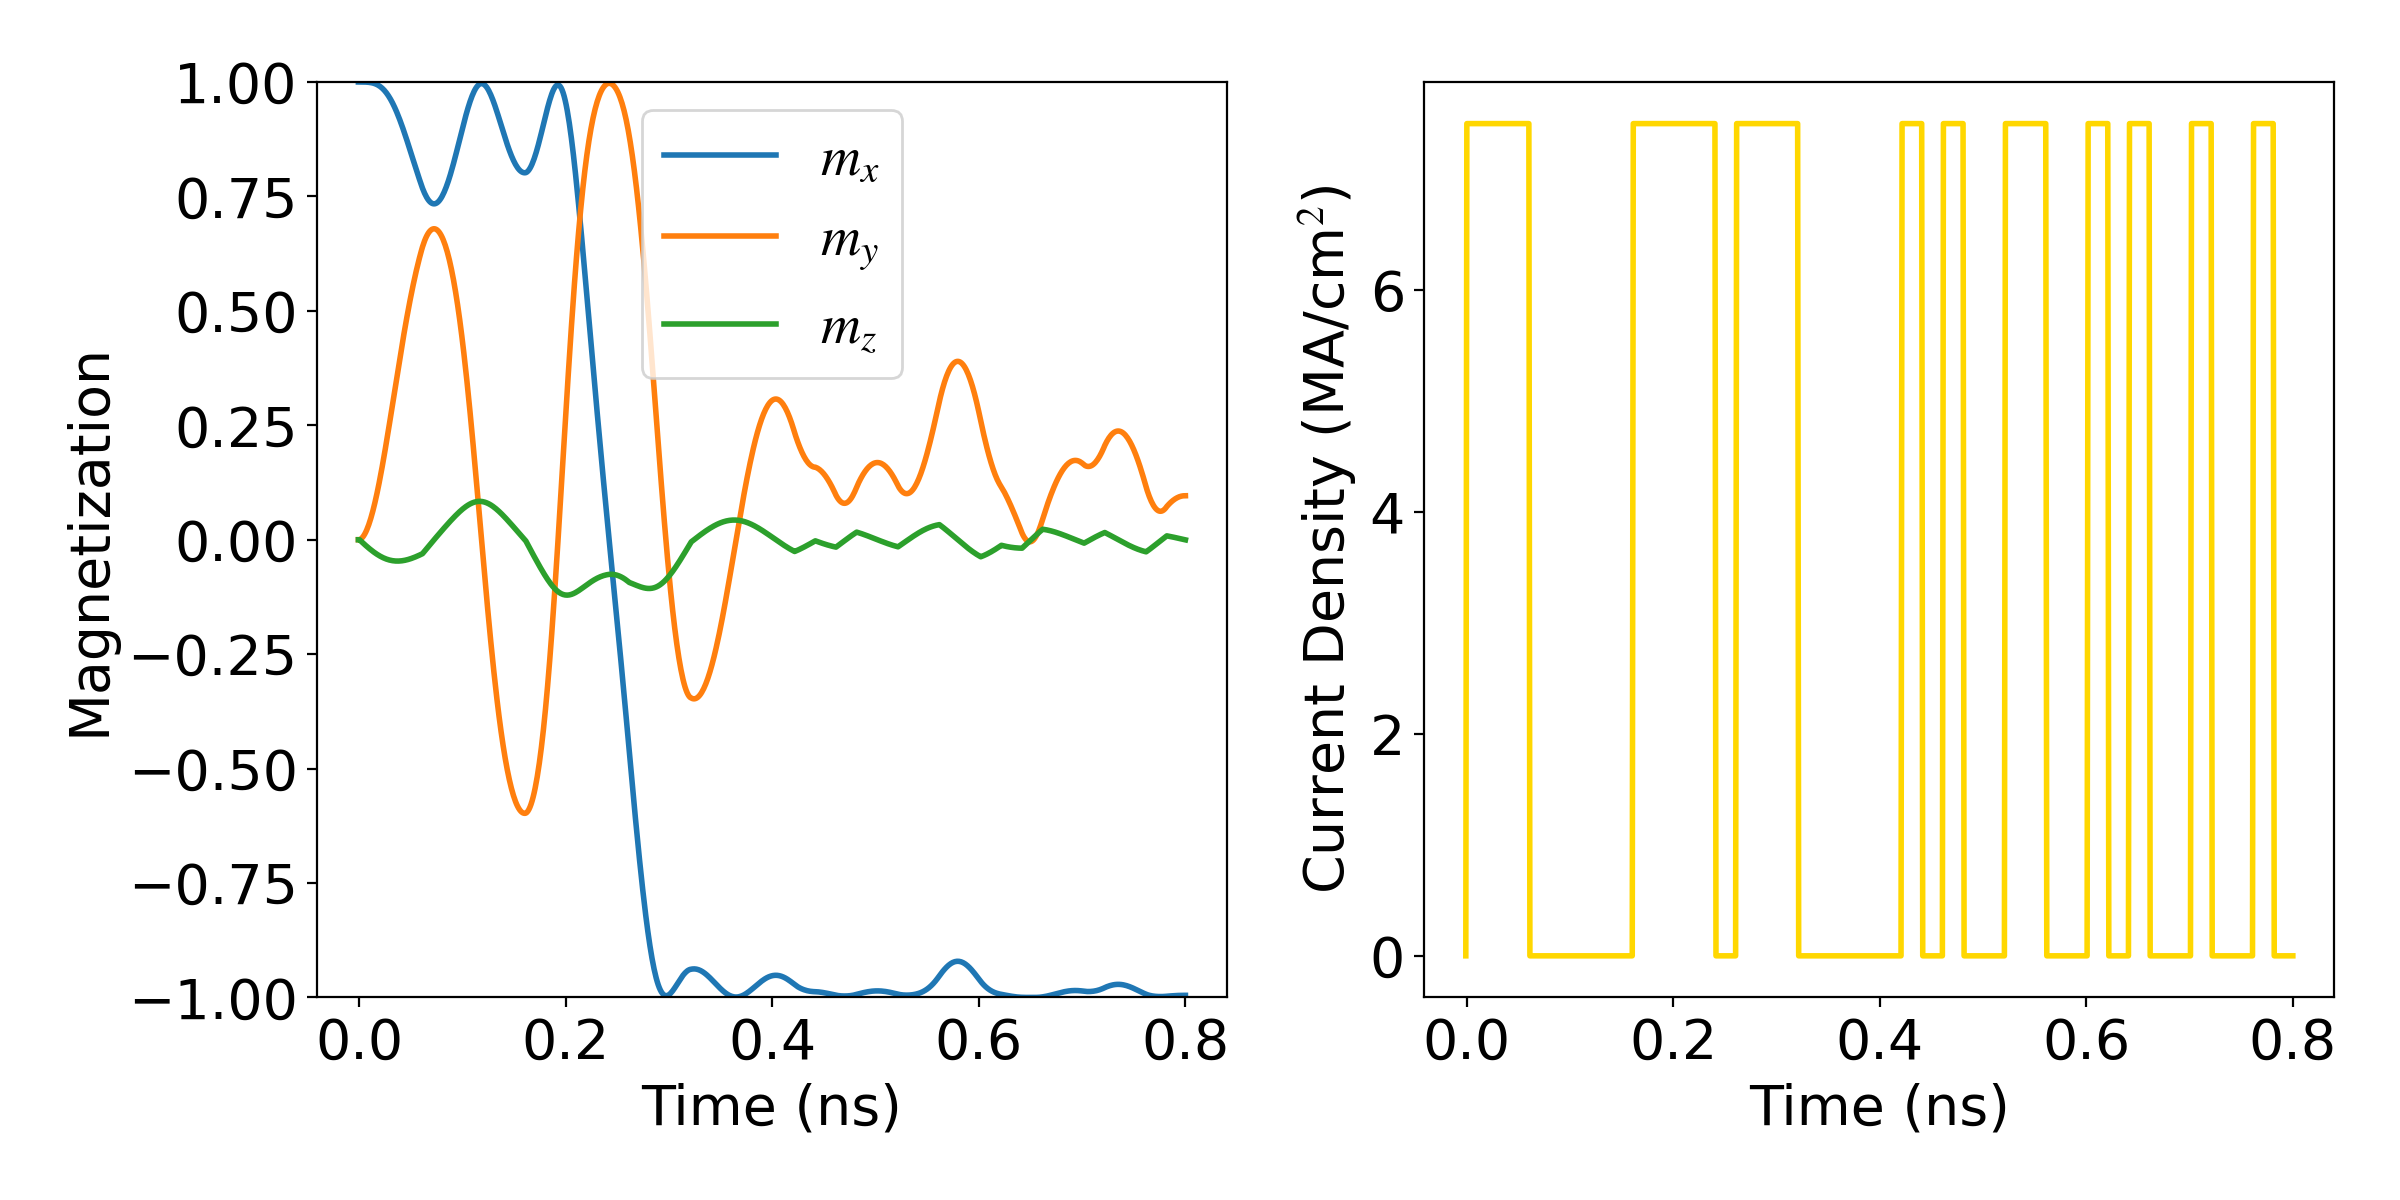 Magnetization
1.00
0.75
0.50
0.25
0.00
−0.25
−0.50
−0.75
−1.00
0.0 0.2 0.4 0.6 0.8
Time (ns)
m_x
m_y
m_z
Current Density (MA/cm²)
6
4
2
0
0.0 0.2 0.4 0.6 0.8
Time (ns)